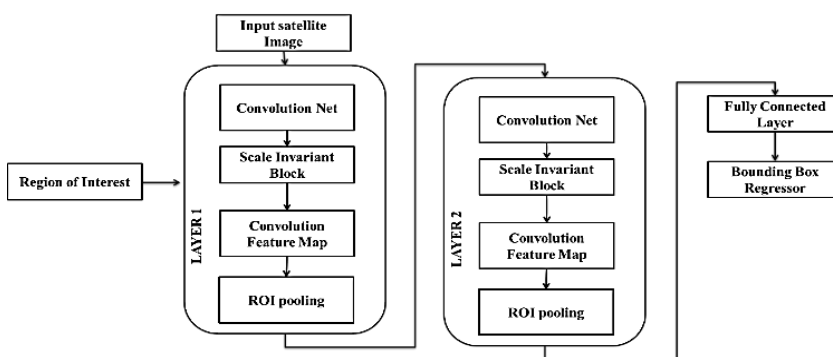 Input satellite
Image
Region of Interest
LAYER 1
Convolution Net
Scale Invariant
Block
Convolution
Feature Map
ROI pooling
LAYER 2
Convolution Net
Scale Invariant
Block
Convolution
Feature Map
ROI pooling
Fully Connected
Layer
Bounding Box
Regressor